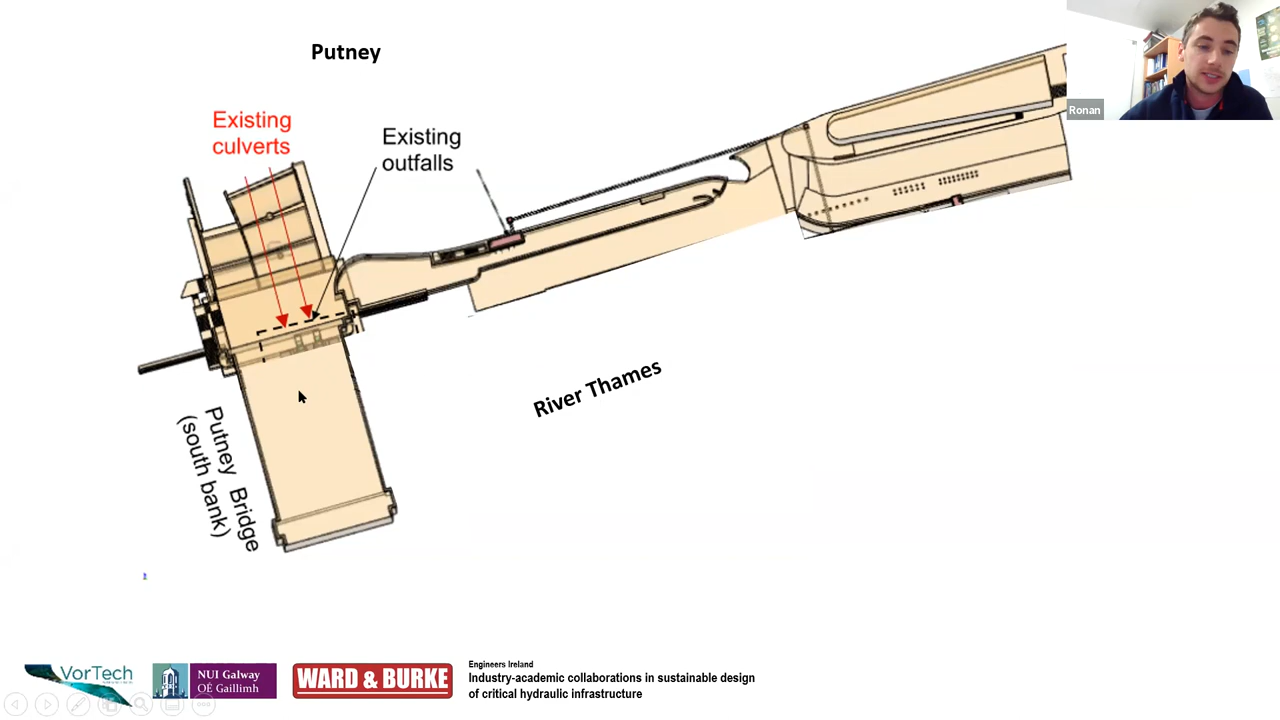 Putney
Ronan
Existing
culverts
Existing
outfalls
River Thames
Putney Bridge
(south bank)
VorTech
NUI Galway
OÉ Gaillimh
WARD & BURKE
Engineers Ireland
Industry-academic collaborations in sustainable design
of critical hydraulic infrastructure